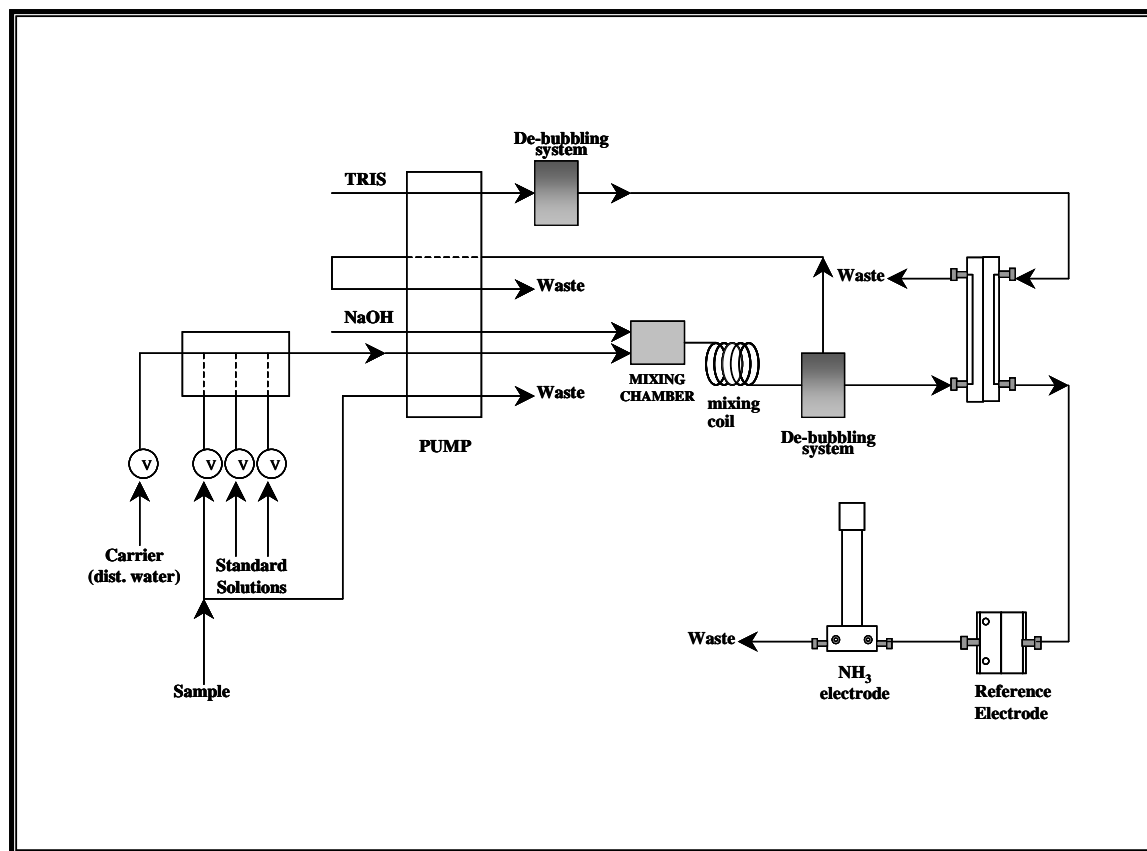 De-bubbling
system
TRIS
Waste
Waste
NaOH
MIXING
CHAMBER
mixing
coil
Waste
De-bubbling
system
PUMP
V
V
V
V
Carrier
(dist. water)
Standard
Solutions
Sample
Waste
NH₃
electrode
Reference
Electrode